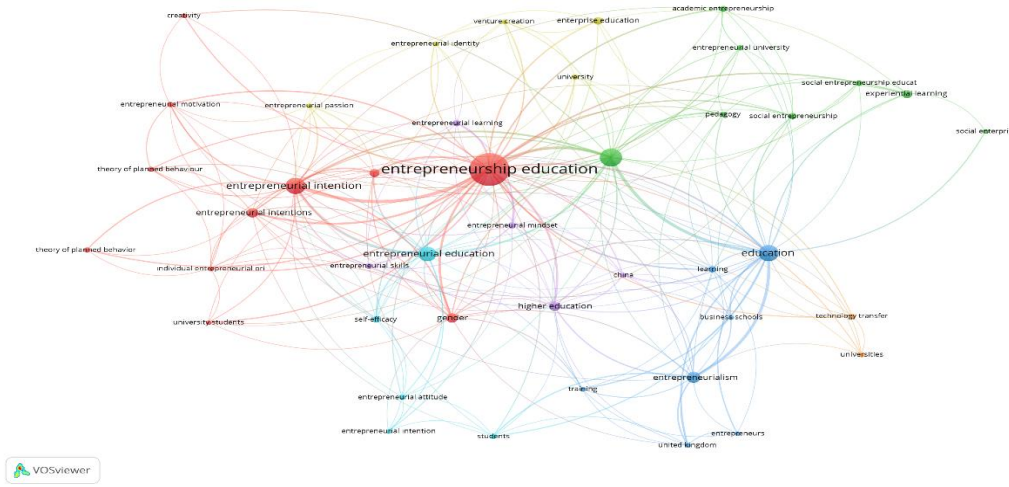 creativity
academic entrepreneurship
venture creation
enterprise education
entrepreneurial identity
entrepreneurial university
university
social entrepreneurship educat
experiential learning
entrepreneurial motivation
entrepreneurial passion
pedagogy
social entrepreneurship
entrepreneurial learning
social enterpri
theory of planned behaviour
entrepreneurship education
entrepreneurial intention
entrepreneurial intentions
entrepreneurial mindset
theory of planned behavior
entrepreneurial education
education
individual entrepreneurial ori
entrepreneurial skills
learning
china
higher education
university students
self-efficacy
gender
business schools
technology transfer
universities
entrepreneurialism
training
entrepreneurial attitude
entrepreneurial intention
students
entrepreneurs
united kingdom
VOSviewer